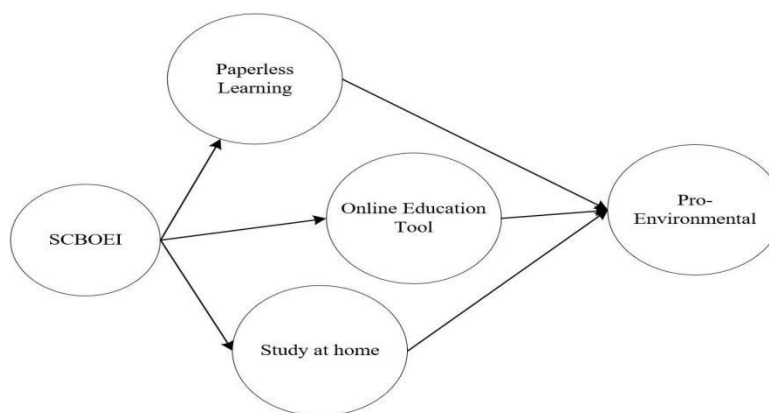 Paperless
Learning
SCBOEI
Online Education
Tool
Pro-
Environmental
Study at home